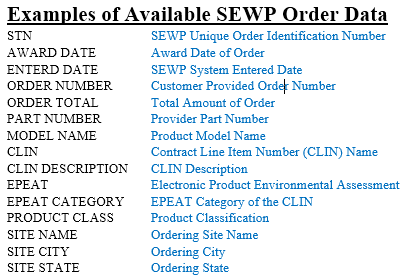 Examples of Available SEWP Order Data
STN SEWP Unique Order Identification Number
AWARD DATE Award Date of Order
ENTERD DATE SEWP System Entered Date
ORDER NUMBER Customer Provided Order Number
ORDER TOTAL Total Amount of Order
PART NUMBER Provider Part Number
MODEL NAME Product Model Name
CLIN Contract Line Item Number (CLIN) Name
CLIN DESCRIPTION CLIN Description
EPEAT Electronic Product Environmental Assessment
EPEAT CATEGORY EPEAT Category of the CLIN
PRODUCT CLASS Product Classification
SITE NAME Ordering Site Name
SITE CITY Ordering City
SITE STATE Ordering State